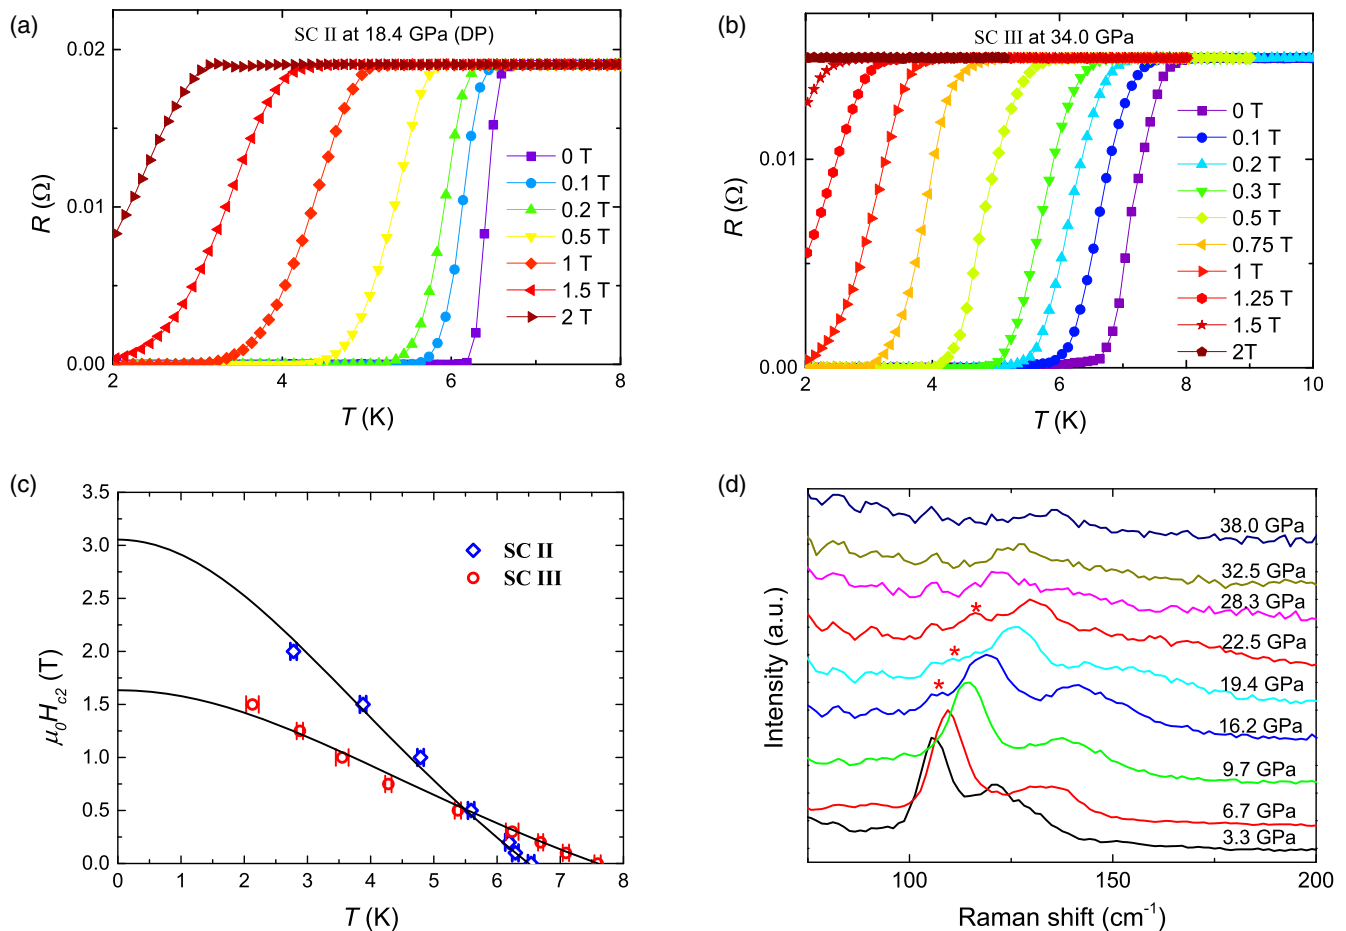 (a)
SC II at 18.4 GPa (DP)
0.02
0.01
0.00
R (Ω)
0 T
0.1 T
0.2 T
0.5 T
1 T
1.5 T
2 T
2 4 6 8
T (K)
(b)
SC III at 34.0 GPa
0.01
0.00
R (Ω)
0 T
0.1 T
0.2 T
0.3 T
0.5 T
0.75 T
1 T
1.25 T
1.5 T
2T
2 4 6 8 10
T (K)
(c)
3.5
3.0
2.5
2.0
1.5
1.0
0.5
0.0
μ0Hc2 (T)
SC II
SC III
0 1 2 3 4 5 6 7 8
T (K)
(d)
Intensity (a.u.)
38.0 GPa
32.5 GPa
28.3 GPa
*
22.5 GPa
*
19.4 GPa
*
16.2 GPa
9.7 GPa
6.7 GPa
3.3 GPa
100 150 200
Raman shift (cm-1)